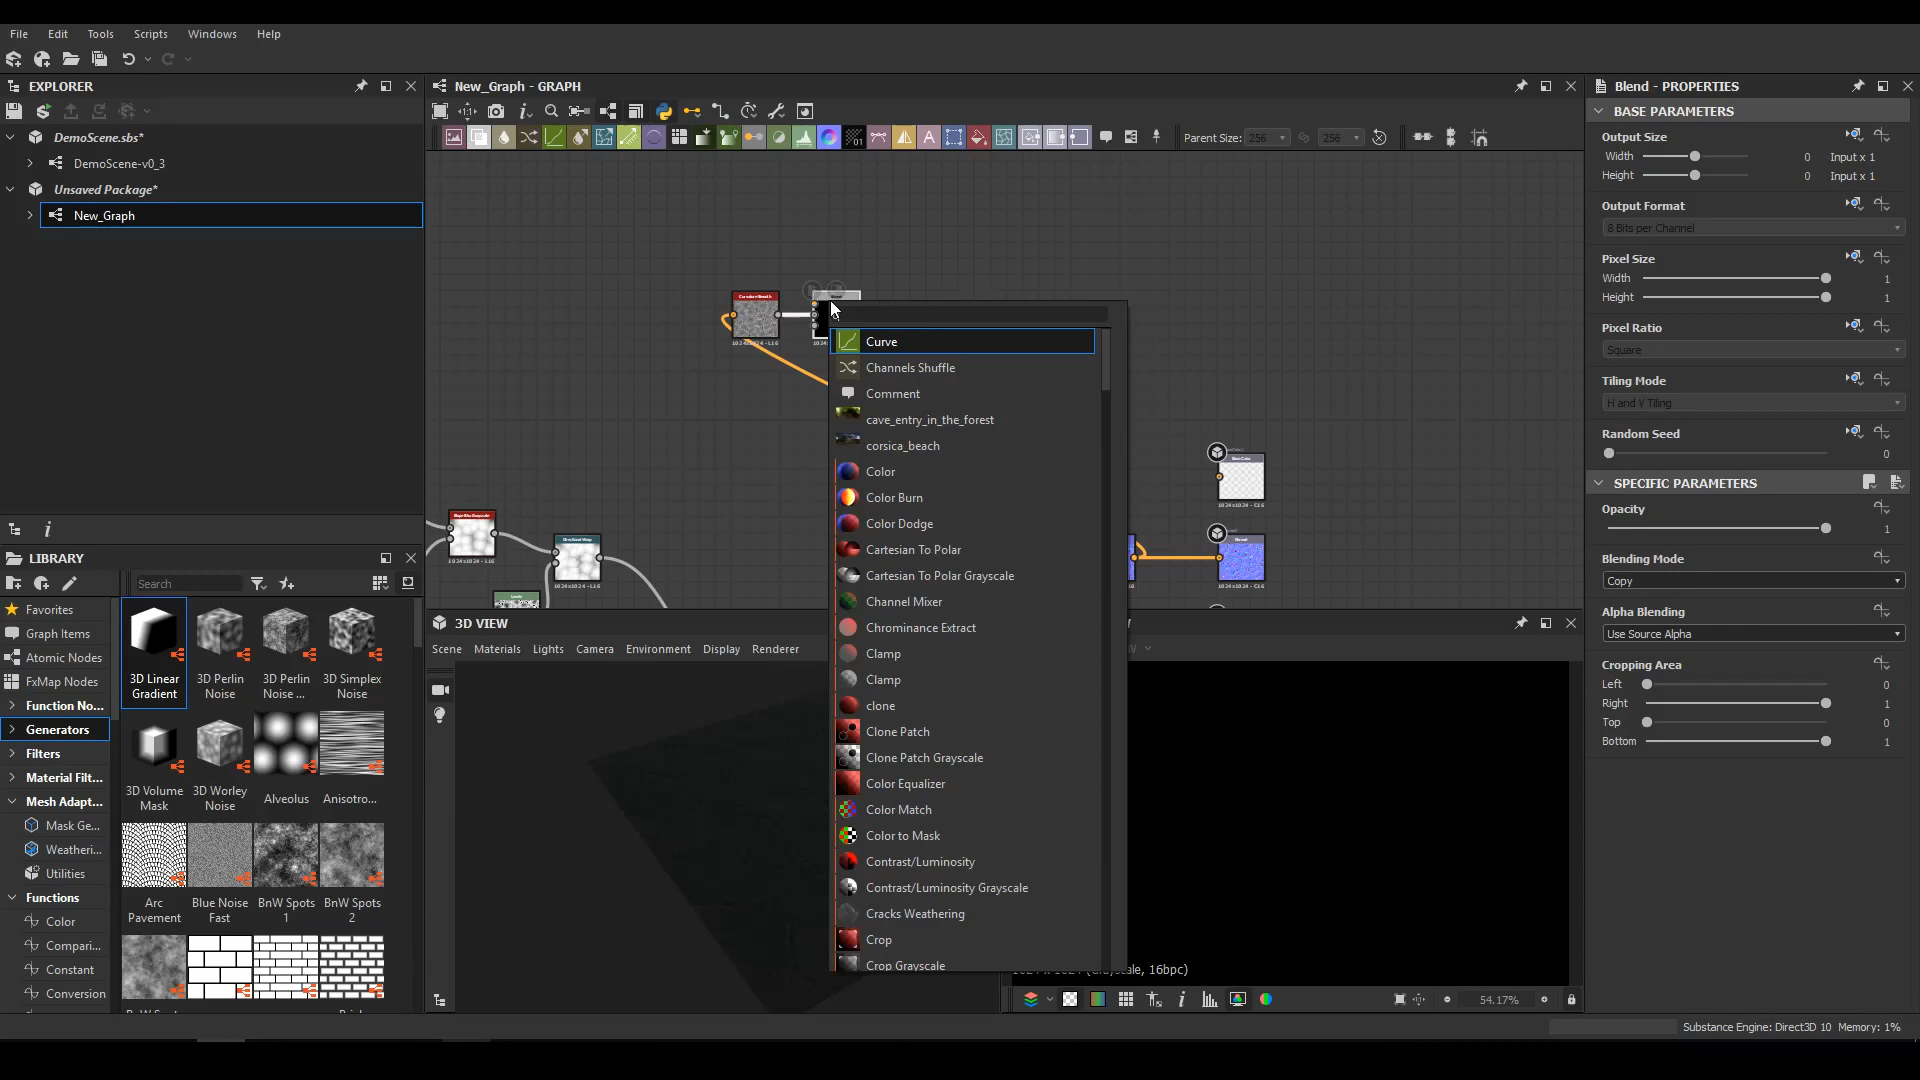 File Edit Tools Scripts Windows Help
EXPLORER
DemoScene.sbs*
DemoScene-v0_3
Unsaved Package*
New_Graph
LIBRARY
Search
Favorites
Graph Items
Atomic Nodes
FxMap Nodes
Function No...
Generators
Filters
Material Filt...
Mesh Adapt...
Mask Ge...
Weatheri...
Utilities
Functions
Color
Compari...
Constant
Conversion
3D Linear Gradient
3D Perlin Noise
3D Perlin Noise ...
3D Simplex Noise
3D Volume Mask
3D Worley Noise
Alveolus
Anisotro...
Arc Pavement
Blue Noise Fast
BnW Spots 1
BnW Spots 2
New_Graph - GRAPH
Parent Size: 256 256
Curve
Channels Shuffle
Comment
cave_entry_in_the_forest
corsica_beach
Color
Color Burn
Color Dodge
Cartesian To Polar
Cartesian To Polar Grayscale
Channel Mixer
Chrominance Extract
Clamp
Clamp
clone
Clone Patch
Clone Patch Grayscale
Color Equalizer
Color Match
Color to Mask
Contrast/Luminosity
Contrast/Luminosity Grayscale
Cracks Weathering
Crop
Crop Grayscale
3D VIEW
Scene Materials Lights Camera Environment Display Renderer
16bpc)
54.17%
Blend - PROPERTIES
BASE PARAMETERS
Output Size
Width 0 Input x 1
Height 0 Input x 1
Output Format
8 Bits per Channel
Pixel Size
Width 1
Height 1
Pixel Ratio
Square
Tiling Mode
H and V Tiling
Random Seed
0
SPECIFIC PARAMETERS
Opacity
1
Blending Mode
Copy
Alpha Blending
Use Source Alpha
Cropping Area
Left 0
Right 1
Top 0
Bottom 1
Substance Engine: Direct3D 10 Memory: 1%